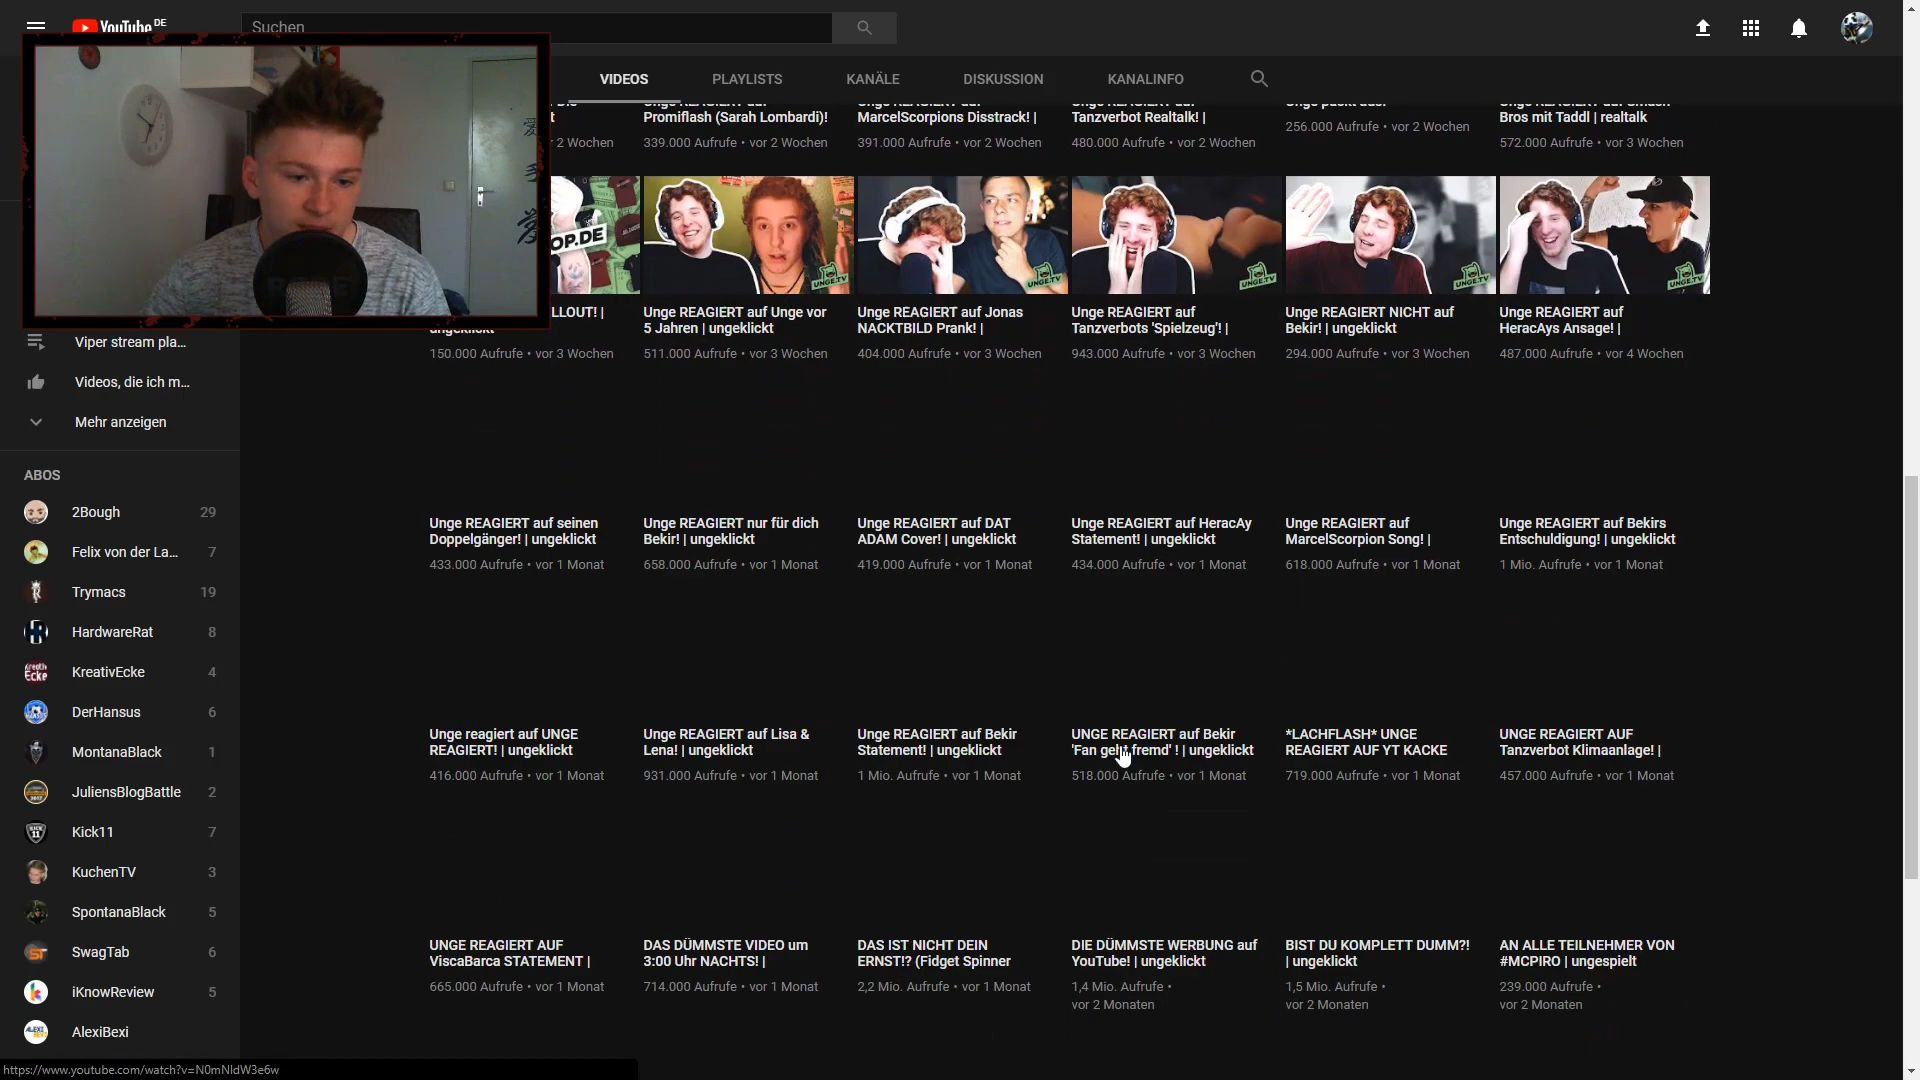 YouTube DE
Suchen
VIDEOS
PLAYLISTS
KANÄLE
DISKUSSION
KANALINFO
Promiflash (Sarah Lombardi)!
339.000 Aufrufe • vor 2 Wochen
MarcelScorpions Disstrack! |
391.000 Aufrufe • vor 2 Wochen
Tanzverbot Realtalk! |
480.000 Aufrufe • vor 2 Wochen
256.000 Aufrufe • vor 2 Wochen
Bros mit Taddl | realtalk
572.000 Aufrufe • vor 3 Wochen
2 Wochen
OP.DE
UNGE.TV
UNGE.TV
UNGE.TV
UNGE.TV
UNGE.TV
LLOUT! |
ungeklickt
150.000 Aufrufe • vor 3 Wochen
Unge REAGIERT auf Unge vor
5 Jahren | ungeklickt
511.000 Aufrufe • vor 3 Wochen
Unge REAGIERT auf Jonas
NACKTBILD Prank! |
404.000 Aufrufe • vor 3 Wochen
Unge REAGIERT auf
Tanzverbots 'Spielzeug'! |
943.000 Aufrufe • vor 3 Wochen
Unge REAGIERT NICHT auf
Bekir! | ungeklickt
294.000 Aufrufe • vor 3 Wochen
Unge REAGIERT auf
HeracAys Ansage! |
487.000 Aufrufe • vor 4 Wochen
Viper stream pla...
Videos, die ich m...
Mehr anzeigen
ABOS
2Bough 29
Felix von der La... 7
Trymacs 19
HardwareRat 8
KreativEcke 4
DerHansus 6
MontanaBlack 1
JuliensBlogBattle 2
Kick11 7
KuchenTV 3
SpontanaBlack 5
SwagTab 6
iKnowReview 5
AlexiBexi
Unge REAGIERT auf seinen
Doppelgänger! | ungeklickt
433.000 Aufrufe • vor 1 Monat
Unge REAGIERT nur für dich
Bekir! | ungeklickt
658.000 Aufrufe • vor 1 Monat
Unge REAGIERT auf DAT
ADAM Cover! | ungeklickt
419.000 Aufrufe • vor 1 Monat
Unge REAGIERT auf HeracAy
Statement! | ungeklickt
434.000 Aufrufe • vor 1 Monat
Unge REAGIERT auf
MarcelScorpion Song! |
618.000 Aufrufe • vor 1 Monat
Unge REAGIERT auf Bekirs
Entschuldigung! | ungeklickt
1 Mio. Aufrufe • vor 1 Monat
Unge reagiert auf UNGE
REAGIERT! | ungeklickt
416.000 Aufrufe • vor 1 Monat
Unge REAGIERT auf Lisa &
Lena! | ungeklickt
931.000 Aufrufe • vor 1 Monat
Unge REAGIERT auf Bekir
Statement! | ungeklickt
1 Mio. Aufrufe • vor 1 Monat
UNGE REAGIERT auf Bekir
'Fan geht fremd' ! | ungeklickt
518.000 Aufrufe • vor 1 Monat
*LACHFLASH* UNGE
REAGIERT AUF YT KACKE
719.000 Aufrufe • vor 1 Monat
UNGE REAGIERT AUF
Tanzverbot Klimaanlage! |
457.000 Aufrufe • vor 1 Monat
UNGE REAGIERT AUF
ViscaBarca STATEMENT |
665.000 Aufrufe • vor 1 Monat
DAS DÜMMSTE VIDEO um
3:00 Uhr NACHTS! |
714.000 Aufrufe • vor 1 Monat
DAS IST NICHT DEIN
ERNST!? (Fidget Spinner
2,2 Mio. Aufrufe • vor 1 Monat
DIE DÜMMSTE WERBUNG auf
YouTube! | ungeklickt
1,4 Mio. Aufrufe •
vor 2 Monaten
BIST DU KOMPLETT DUMM?!
| ungeklickt
1,5 Mio. Aufrufe •
vor 2 Monaten
AN ALLE TEILNEHMER VON
#MCPIRO | ungespielt
239.000 Aufrufe •
vor 2 Monaten
https://www.youtube.com/watch?v=N0mNIdW3e6w